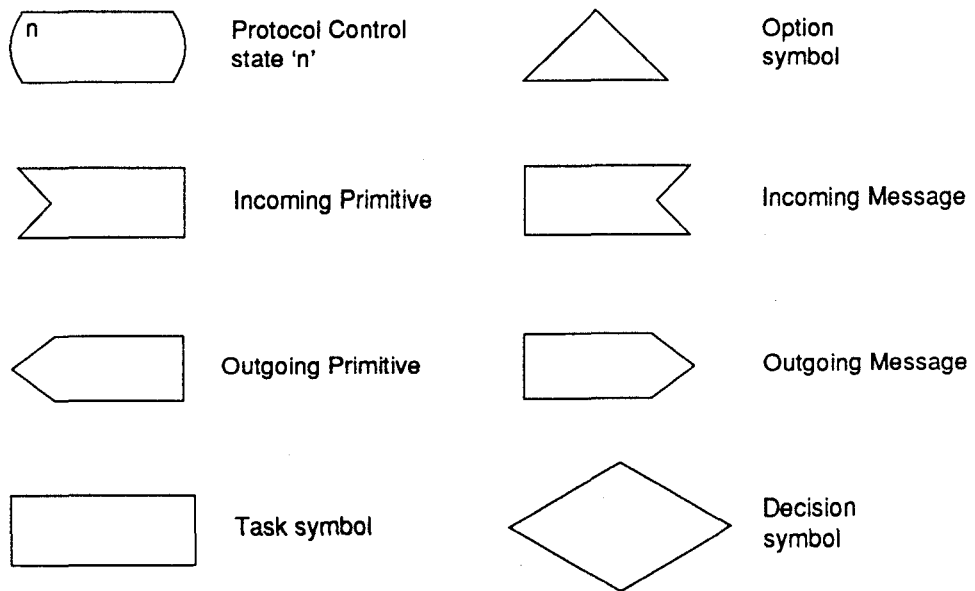 n
Protocol Control
state ‘n’
Option
symbol
Incoming Primitive
Incoming Message
Outgoing Primitive
Outgoing Message
Task symbol
Decision
symbol